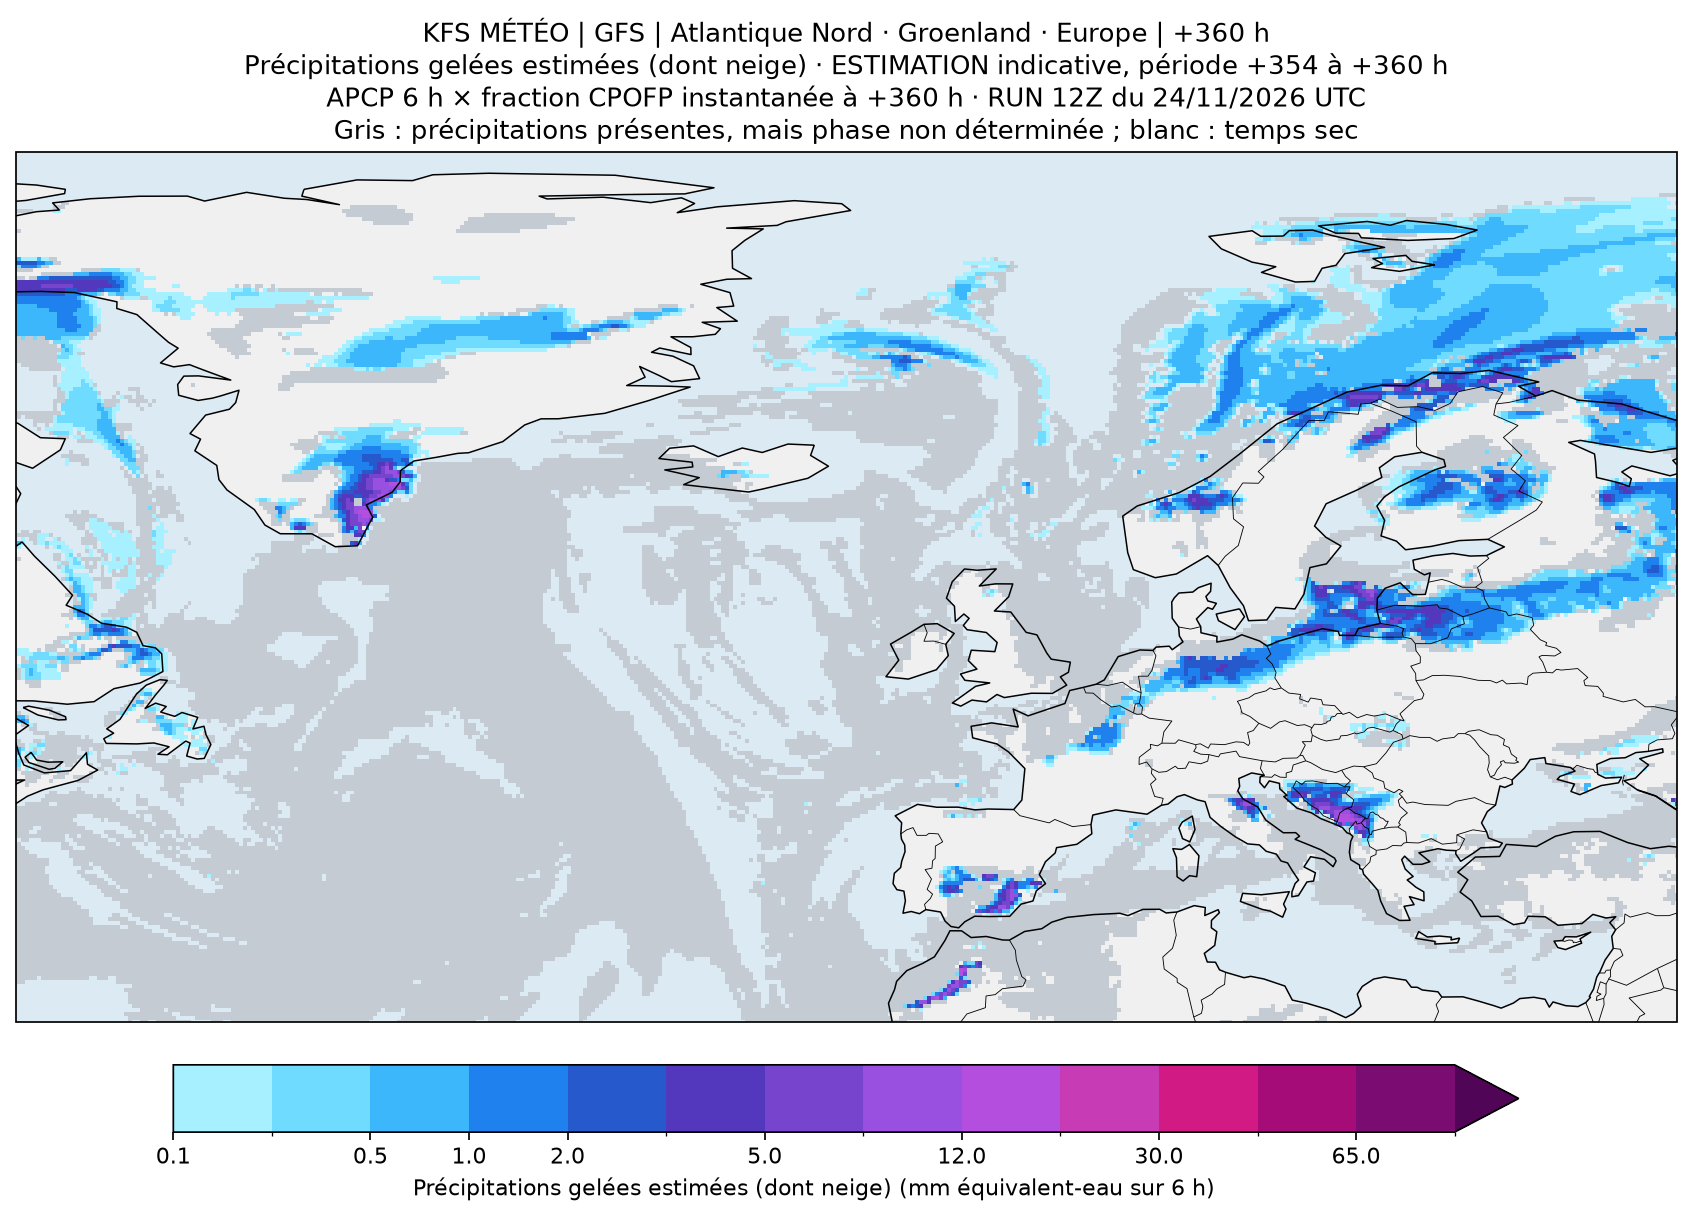 KFS MÉTÉO | GFS | Atlantique Nord · Groenland · Europe | +360 h
Précipitations gelées estimées (dont neige) · ESTIMATION indicative, période +354 à +360 h
APCP 6 h × fraction CPOFP instantanée à +360 h · RUN 12Z du 24/11/2026 UTC
Gris : précipitations présentes, mais phase non déterminée ; blanc : temps sec
0.1 0.5 1.0 2.0 5.0 12.0 30.0 65.0
Précipitations gelées estimées (dont neige) (mm équivalent-eau sur 6 h)